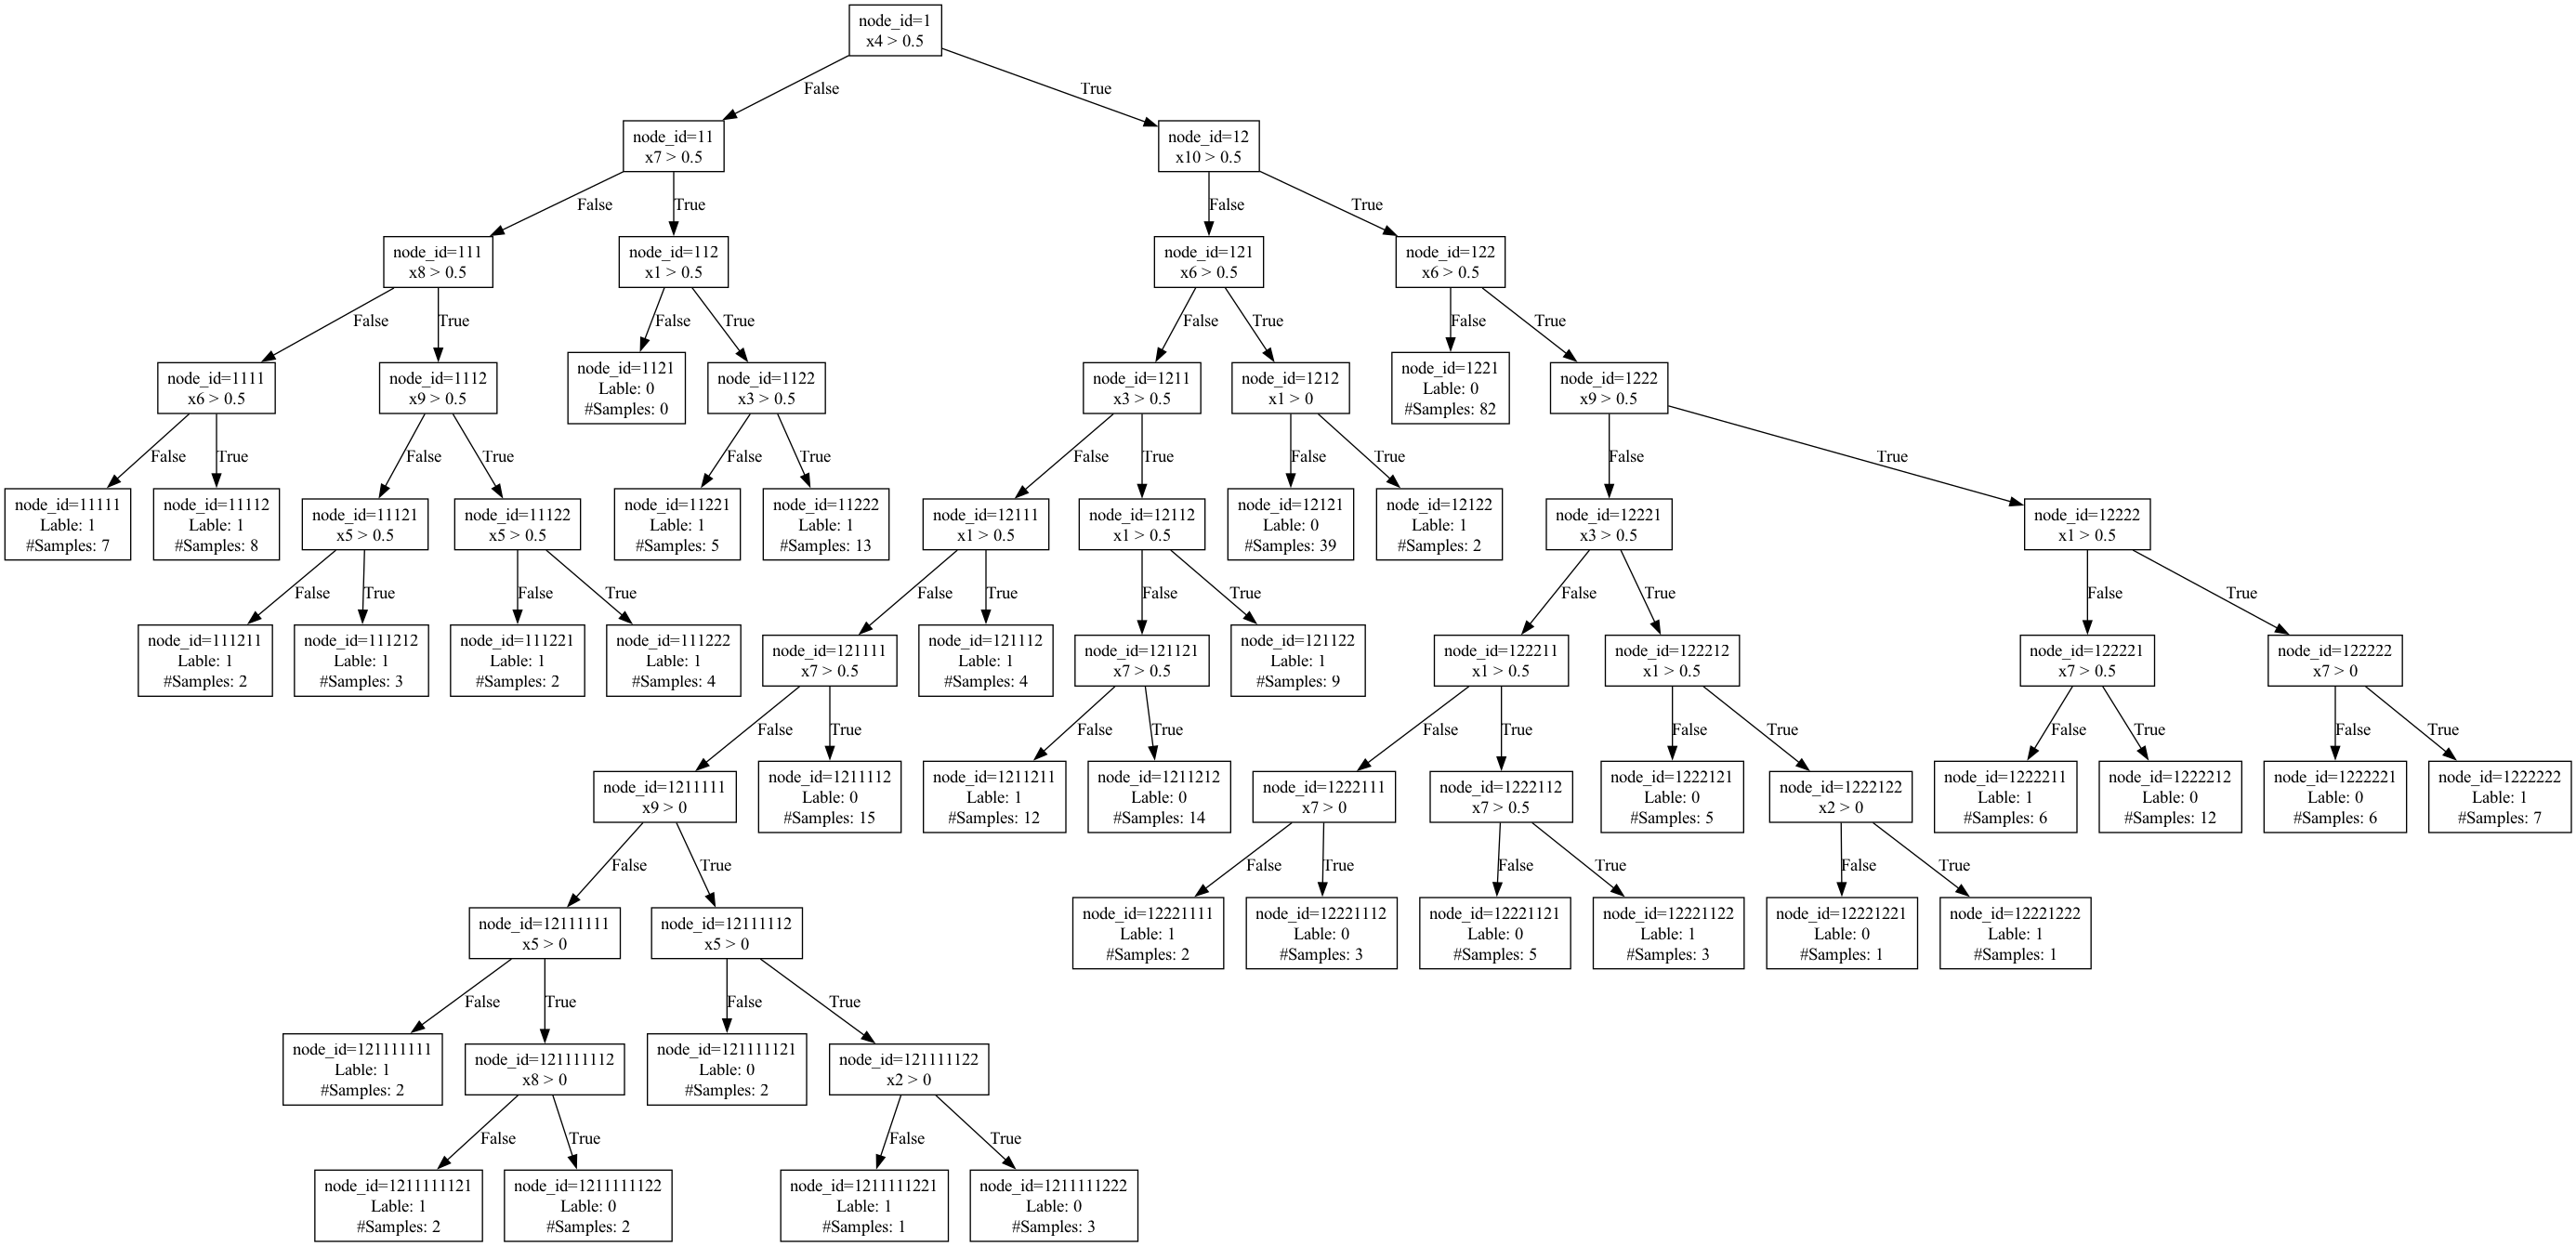 node_id=1
x4 > 0.5
False
True
node_id=11
x7 > 0.5
node_id=12
x10 > 0.5
False
True
False
True
node_id=111
x8 > 0.5
node_id=112
x1 > 0.5
node_id=121
x6 > 0.5
node_id=122
x6 > 0.5
False
True
False
True
False
True
False
True
node_id=1111
x6 > 0.5
node_id=1112
x9 > 0.5
node_id=1121
Lable: 0
#Samples: 0
node_id=1122
x3 > 0.5
node_id=1211
x3 > 0.5
node_id=1212
x1 > 0
node_id=1221
Lable: 0
#Samples: 82
node_id=1222
x9 > 0.5
False
True
False
True
False
True
False
True
False
True
False
True
node_id=11111
Lable: 1
#Samples: 7
node_id=11112
Lable: 1
#Samples: 8
node_id=11121
x5 > 0.5
node_id=11122
x5 > 0.5
node_id=11221
Lable: 1
#Samples: 5
node_id=11222
Lable: 1
#Samples: 13
node_id=12111
x1 > 0.5
node_id=12112
x1 > 0.5
node_id=12121
Lable: 0
#Samples: 39
node_id=12122
Lable: 1
#Samples: 2
node_id=12221
x3 > 0.5
node_id=12222
x1 > 0.5
False
True
False
True
False
True
False
True
False
True
False
True
node_id=111211
Lable: 1
#Samples: 2
node_id=111212
Lable: 1
#Samples: 3
node_id=111221
Lable: 1
#Samples: 2
node_id=111222
Lable: 1
#Samples: 4
node_id=121111
x7 > 0.5
node_id=121112
Lable: 1
#Samples: 4
node_id=121121
x7 > 0.5
node_id=121122
Lable: 1
#Samples: 9
node_id=122211
x1 > 0.5
node_id=122212
x1 > 0.5
node_id=122221
x7 > 0.5
node_id=122222
x7 > 0
False
True
False
True
False
True
False
True
False
True
False
True
node_id=1211111
x9 > 0
node_id=1211112
Lable: 0
#Samples: 15
node_id=1211211
Lable: 1
#Samples: 12
node_id=1211212
Lable: 0
#Samples: 14
node_id=1222111
x7 > 0
node_id=1222112
x7 > 0.5
node_id=1222121
Lable: 0
#Samples: 5
node_id=1222122
x2 > 0
node_id=1222211
Lable: 1
#Samples: 6
node_id=1222212
Lable: 0
#Samples: 12
node_id=1222221
Lable: 0
#Samples: 6
node_id=1222222
Lable: 1
#Samples: 7
False
True
False
True
False
True
False
True
node_id=12111111
x5 > 0
node_id=12111112
x5 > 0
node_id=12221111
Lable: 1
#Samples: 2
node_id=12221112
Lable: 0
#Samples: 3
node_id=12221121
Lable: 0
#Samples: 5
node_id=12221122
Lable: 1
#Samples: 3
node_id=12221221
Lable: 0
#Samples: 1
node_id=12221222
Lable: 1
#Samples: 1
False
True
False
True
node_id=121111111
Lable: 1
#Samples: 2
node_id=121111112
x8 > 0
node_id=121111121
Lable: 0
#Samples: 2
node_id=121111122
x2 > 0
False
True
False
True
node_id=1211111121
Lable: 1
#Samples: 2
node_id=1211111122
Lable: 0
#Samples: 2
node_id=1211111221
Lable: 1
#Samples: 1
node_id=1211111222
Lable: 0
#Samples: 3